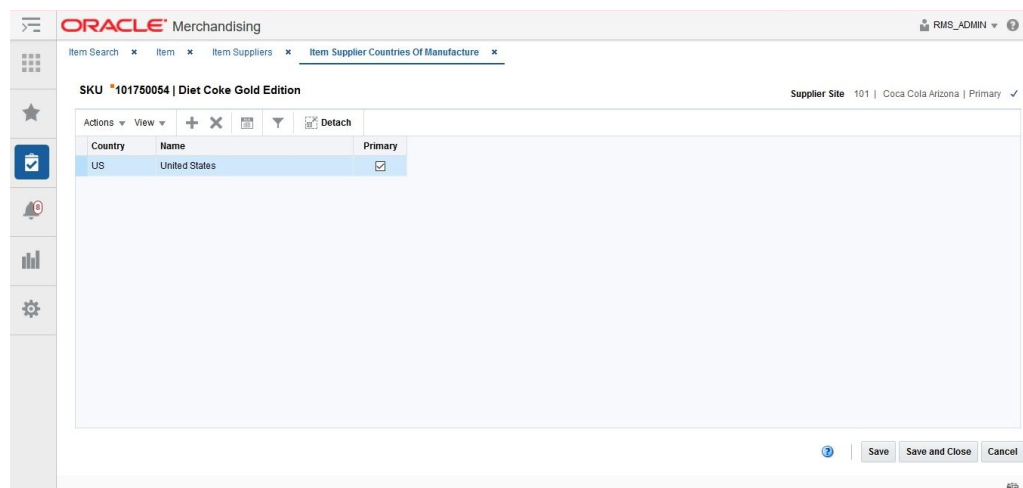 ORACLE Merchandising
RMS_ADMIN
Item Search × Item × Item Suppliers × Item Supplier Countries Of Manufacture ×
SKU 101750054 | Diet Coke Gold Edition
Supplier Site 101 | Coca Cola Arizona | Primary ✓
Actions View Detach
Country Name Primary
US United States
8
Save Save and Close Cancel